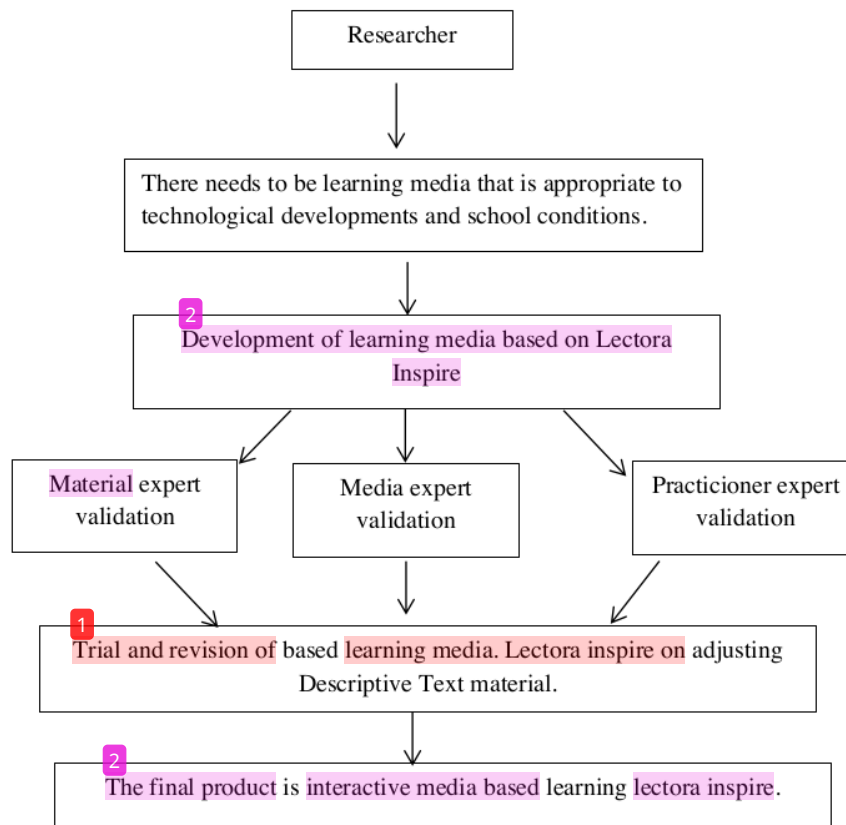 Researcher
There needs to be learning media that is appropriate to
technological developments and school conditions.
2
Development of learning media based on Lectora
Inspire
Material expert
validation
Media expert
validation
Practicioner expert
validation
1
Trial and revision of based learning media. Lectora inspire on adjusting
Descriptive Text material.
2
The final product is interactive media based learning lectora inspire.